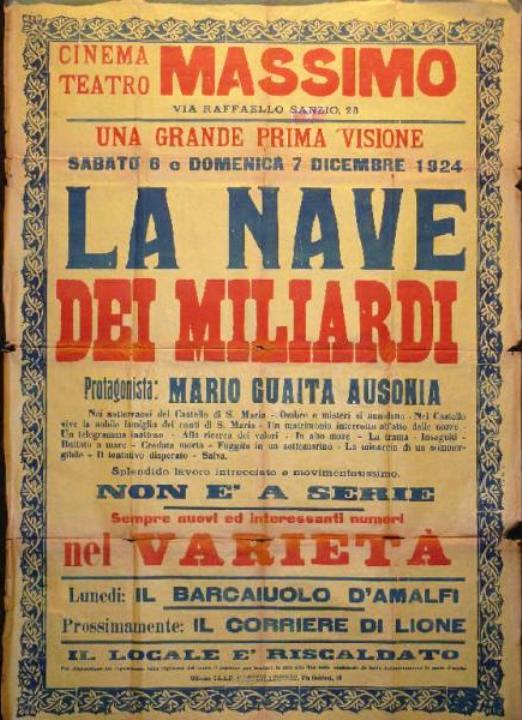 CINEMA
TEATRO
MASSIMO
VIA RAFFAELLO SANZIO, 23
UNA GRANDE PRIMA VISIONE
SABATO 6 e DOMENICA 7 DICEMBRE 1924
LA NAVE
DEI MILIARDI
Protagonista: MARIO GUAITA AUSONIA
Nei sotterranei del Castello di S. Maria - Ombre e misteri si annidano - Nel Castello
vive la nobile famiglia dei conti di S. Maria - Un matrimonio interrotto all'atto delle nozze -
Un telegramma inatteso - Alla ricerca dei valori - In alto mare - La trama - Inseguiti -
Buttato a mare - Creduta morta - Fuggito in un sottomarino - La minaccia di un sommer-
gibile - Il tentativo disperato - Salva.
Splendido lavoro intrecciato e movimentatissimo.
NON E' A SERIE
Sempre nuovi ed interessanti numeri
nel VARIETÀ
Lunedì: IL BARCAIUOLO D'AMALFI
Prossimamente: IL CORRIERE DI LIONE
IL LOCALE E' RISCALDATO